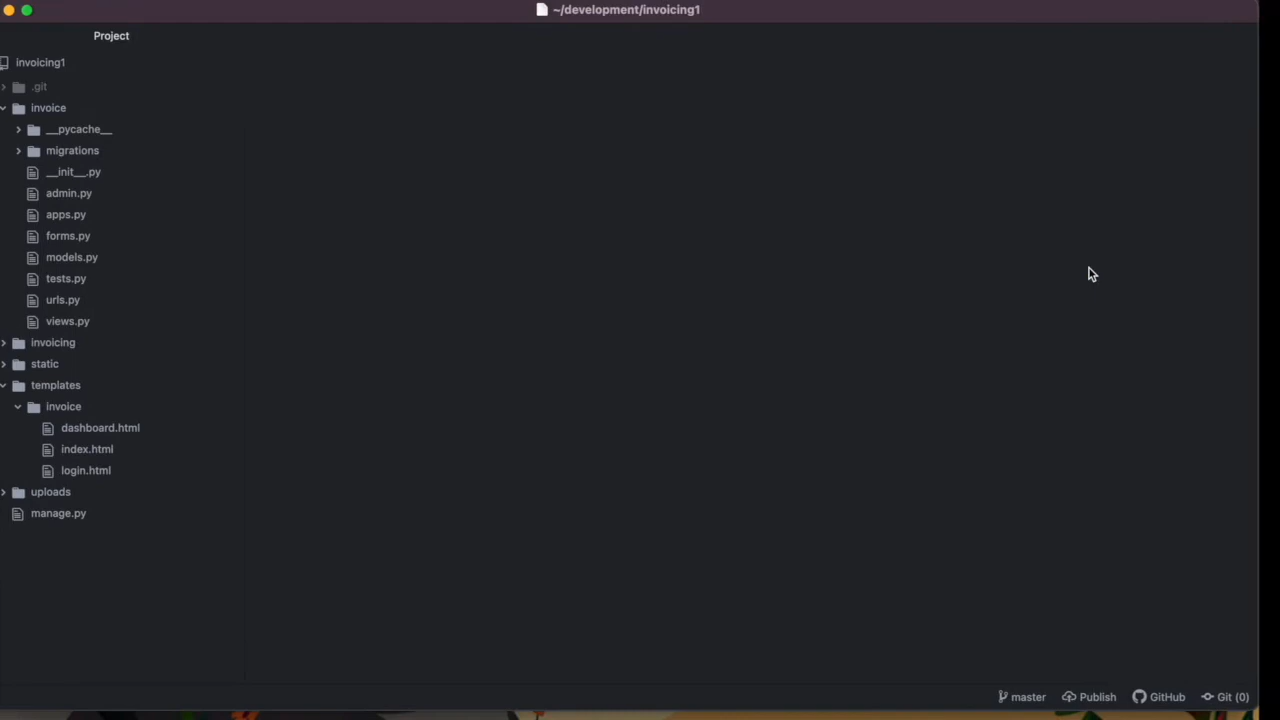 ~/development/invoicing1
Project
invoicing1
.git
invoice
__pycache__
migrations
__init__.py
admin.py
apps.py
forms.py
models.py
tests.py
urls.py
views.py
invoicing
static
templates
invoice
dashboard.html
index.html
login.html
uploads
manage.py
master Publish GitHub Git (0)